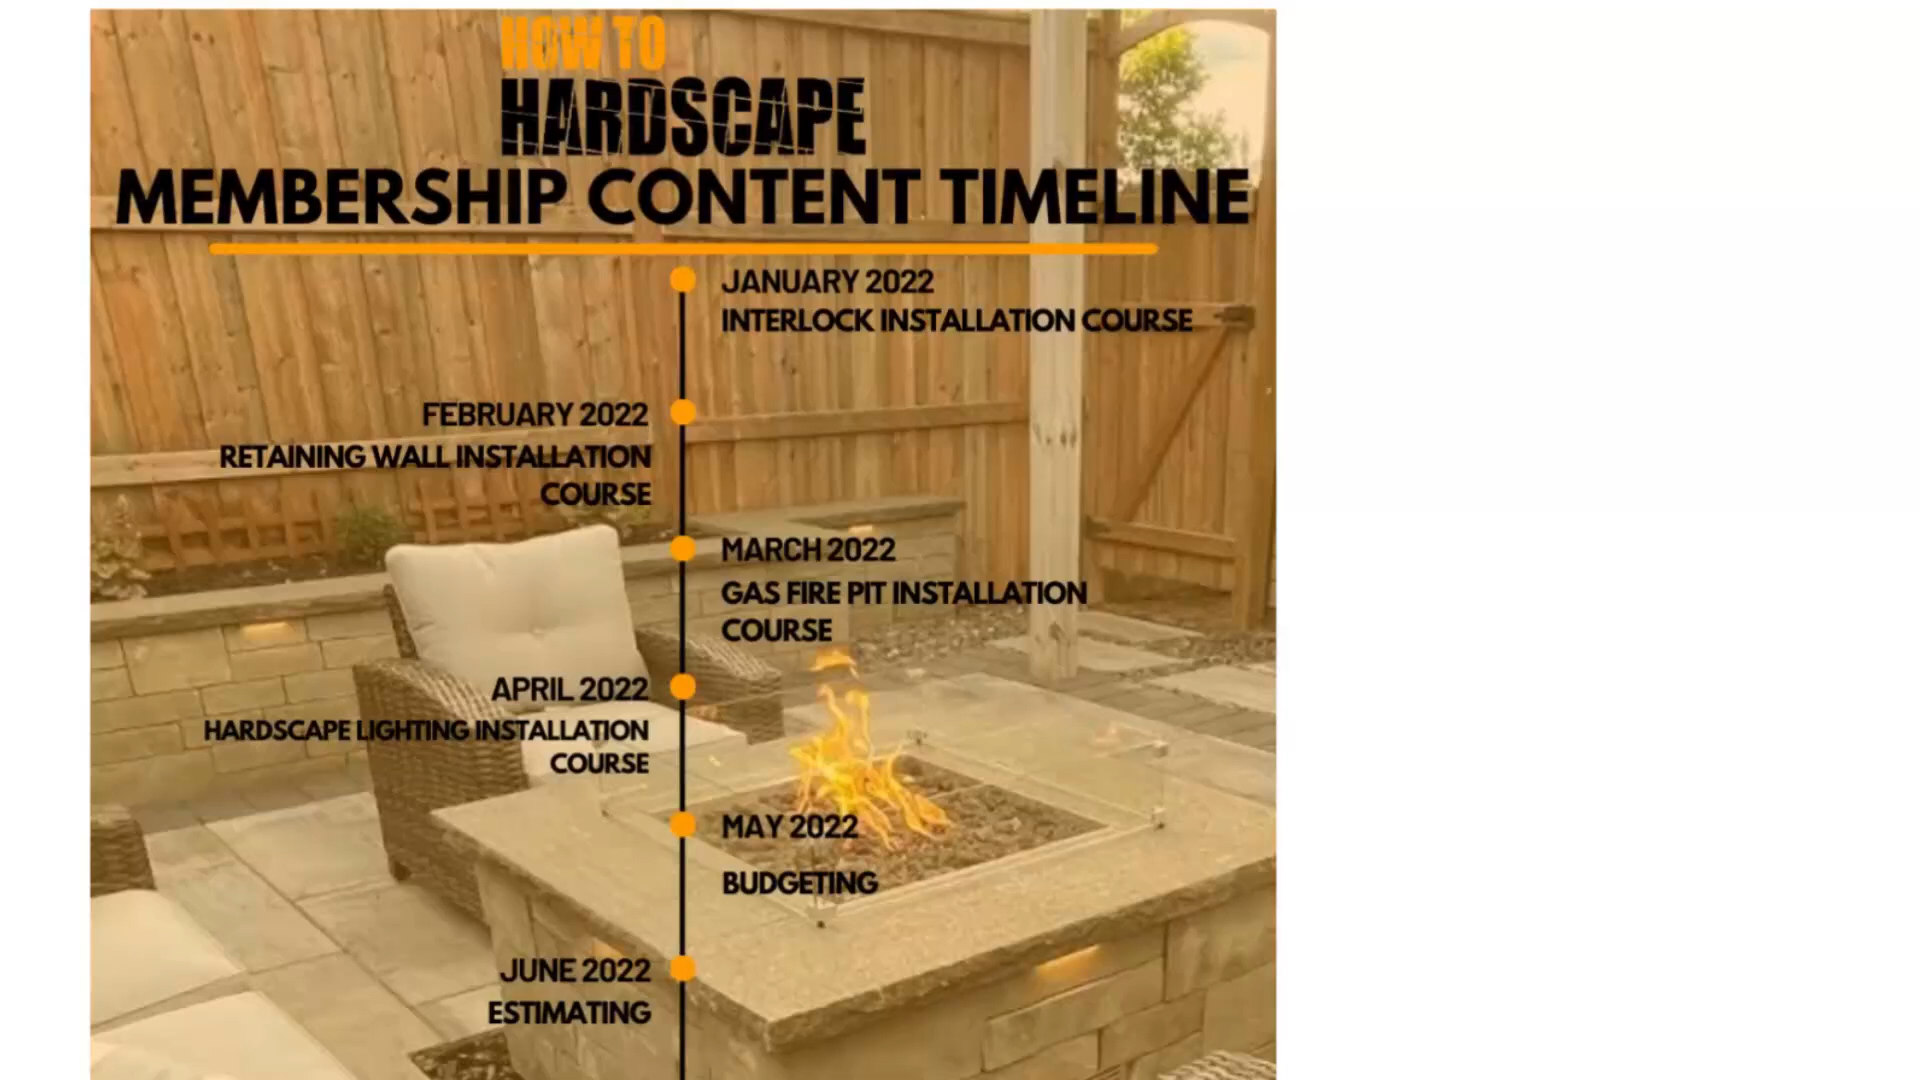 HOW TO
HARDSCAPE
MEMBERSHIP CONTENT TIMELINE
JANUARY 2022
INTERLOCK INSTALLATION COURSE
FEBRUARY 2022
RETAINING WALL INSTALLATION
COURSE
MARCH 2022
GAS FIRE PIT INSTALLATION
COURSE
APRIL 2022
HARDSCAPE LIGHTING INSTALLATION
COURSE
MAY 2022
BUDGETING
JUNE 2022
ESTIMATING